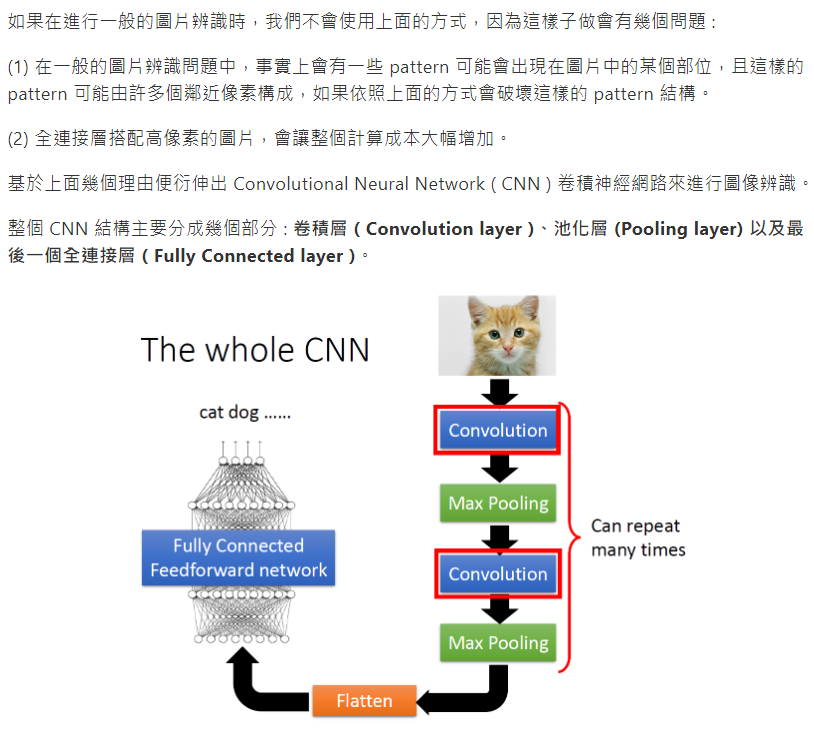 如果在進行一般的圖片辨識時，我們不會使用上面的方式，因為這樣子做會有幾個問題 :
(1) 在一般的圖片辨識問題中，事實上會有一些 pattern 可能會出現在圖片中的某個部位，且這樣的
pattern 可能由許多個鄰近像素構成，如果依照上面的方式會破壞這樣的 pattern 結構。
(2) 全連接層搭配高像素的圖片，會讓整個計算成本大幅增加。
基於上面幾個理由便衍伸出 Convolutional Neural Network ( CNN ) 卷積神經網路來進行圖像辨識。
整個 CNN 結構主要分成幾個部分 : 卷積層 ( Convolution layer )、池化層 (Pooling layer) 以及最
後一個全連接層 ( Fully Connected layer )。
The whole CNN
cat dog ……
Convolution
Max Pooling
Convolution
Max Pooling
Can repeat
many times
Flatten
Fully Connected
Feedforward network